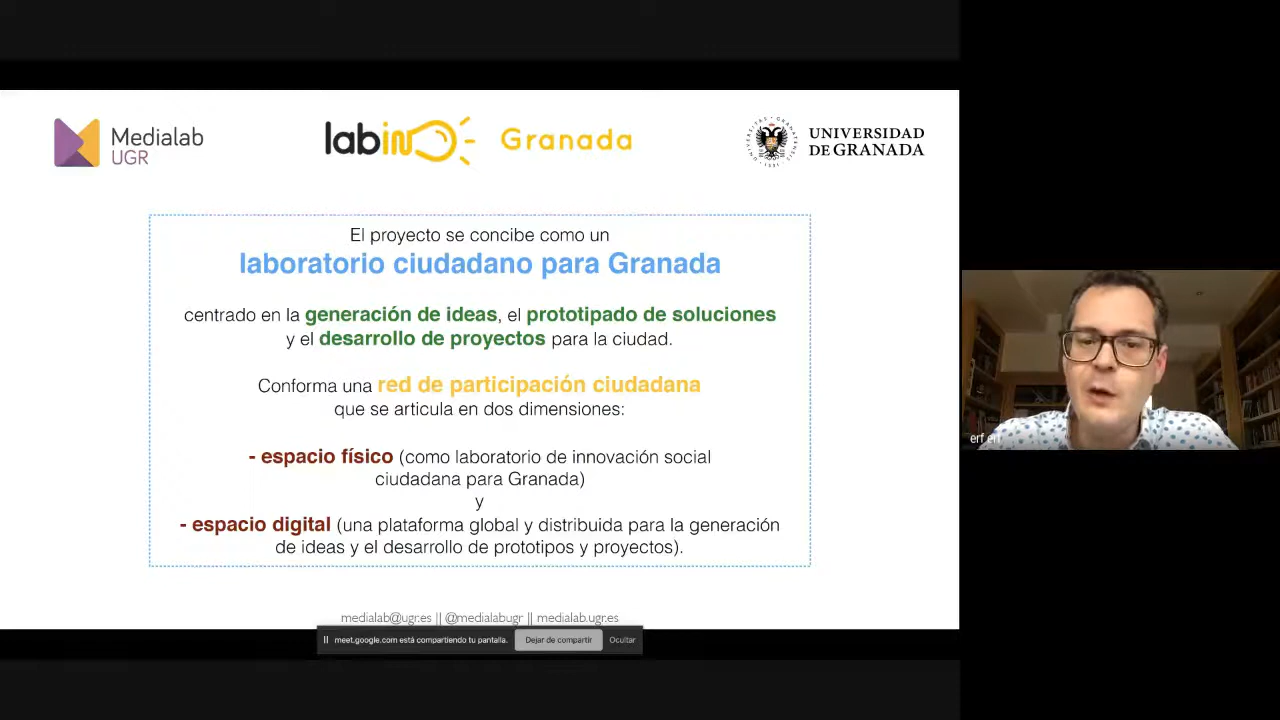 Medialab
UGR
labin Granada
UNIVERSIDAD
DE GRANADA
El proyecto se concibe como un
laboratorio ciudadano para Granada
centrado en la generación de ideas, el prototipado de soluciones
y el desarrollo de proyectos para la ciudad.
Conforma una red de participación ciudadana
que se articula en dos dimensiones:
- espacio físico (como laboratorio de innovación social
ciudadana para Granada)
y
- espacio digital (una plataforma global y distribuida para la generación
de ideas y el desarrollo de prototipos y proyectos).
erf erf
medialab@ugr.es || @medialabugr || medialab.ugr.es
meet.google.com está compartiendo tu pantalla. Dejar de compartir Ocultar